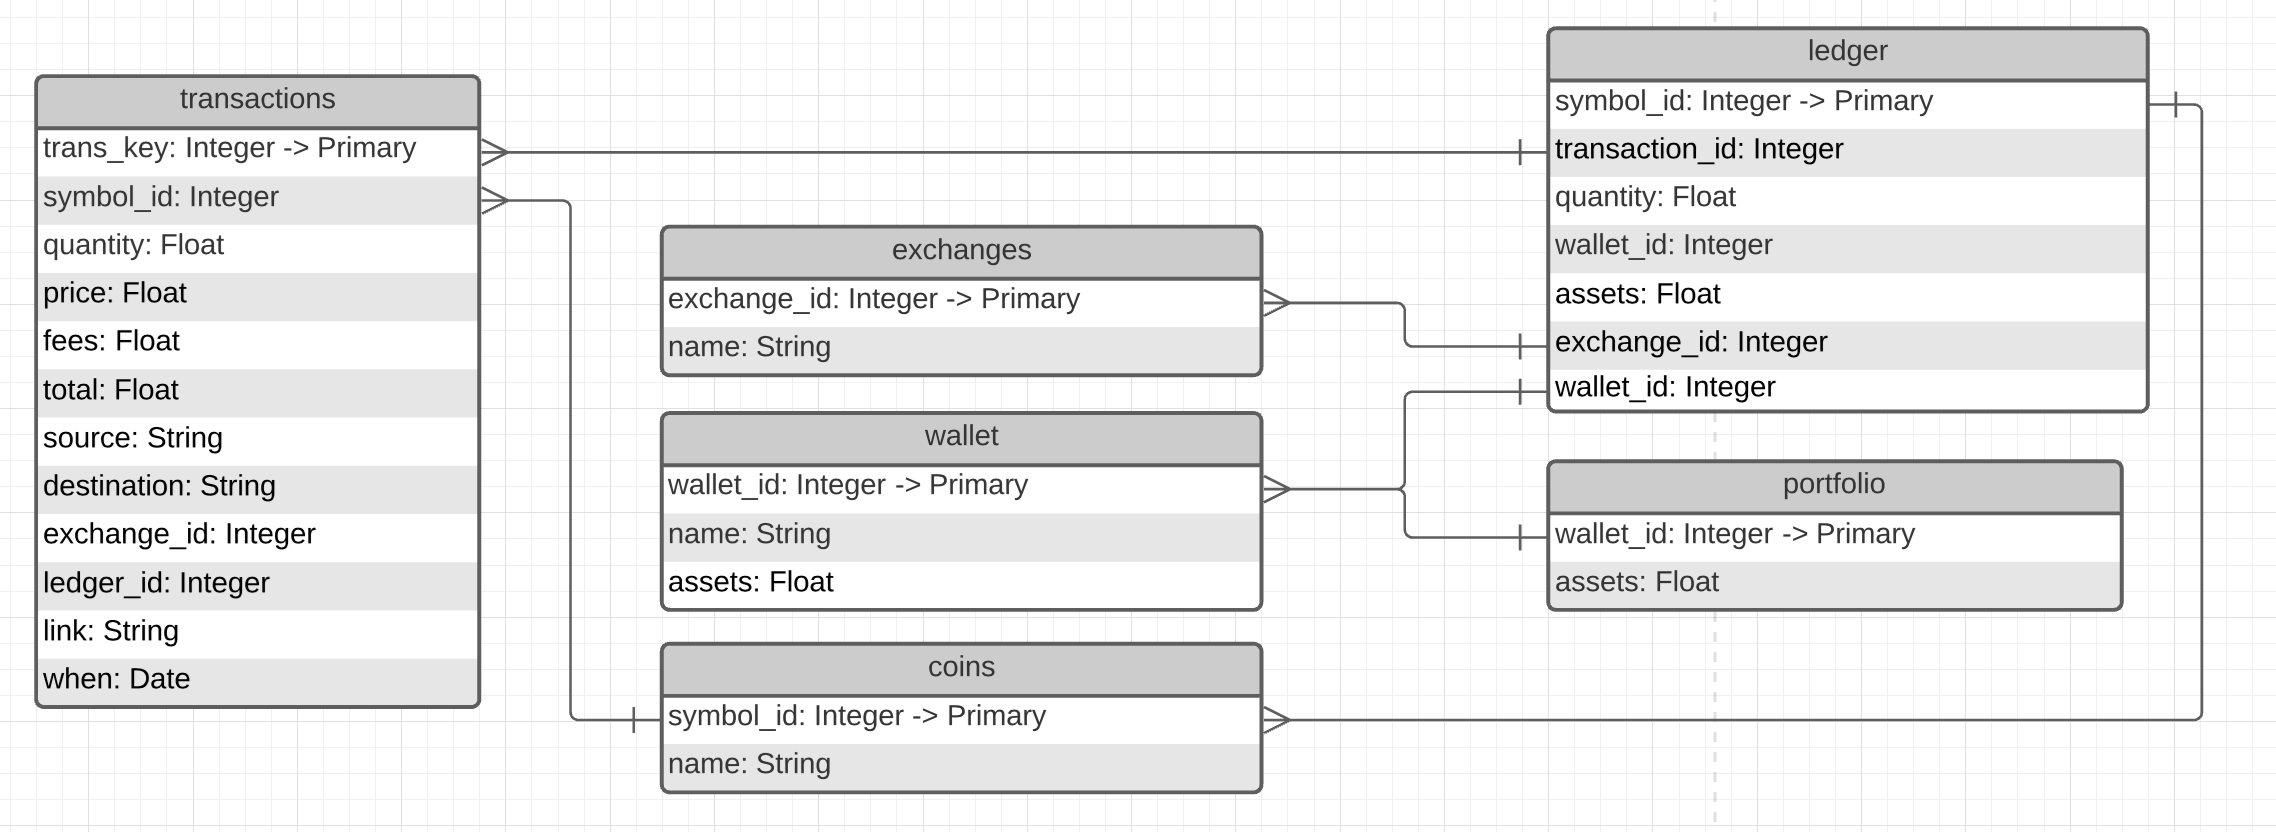 transactions
trans_key: Integer -> Primary
symbol_id: Integer
quantity: Float
price: Float
fees: Float
total: Float
source: String
destination: String
exchange_id: Integer
ledger_id: Integer
link: String
when: Date
exchanges
exchange_id: Integer -> Primary
name: String
wallet
wallet_id: Integer -> Primary
name: String
assets: Float
coins
symbol_id: Integer -> Primary
name: String
ledger
symbol_id: Integer -> Primary
transaction_id: Integer
quantity: Float
wallet_id: Integer
assets: Float
exchange_id: Integer
wallet_id: Integer
portfolio
wallet_id: Integer -> Primary
assets: Float